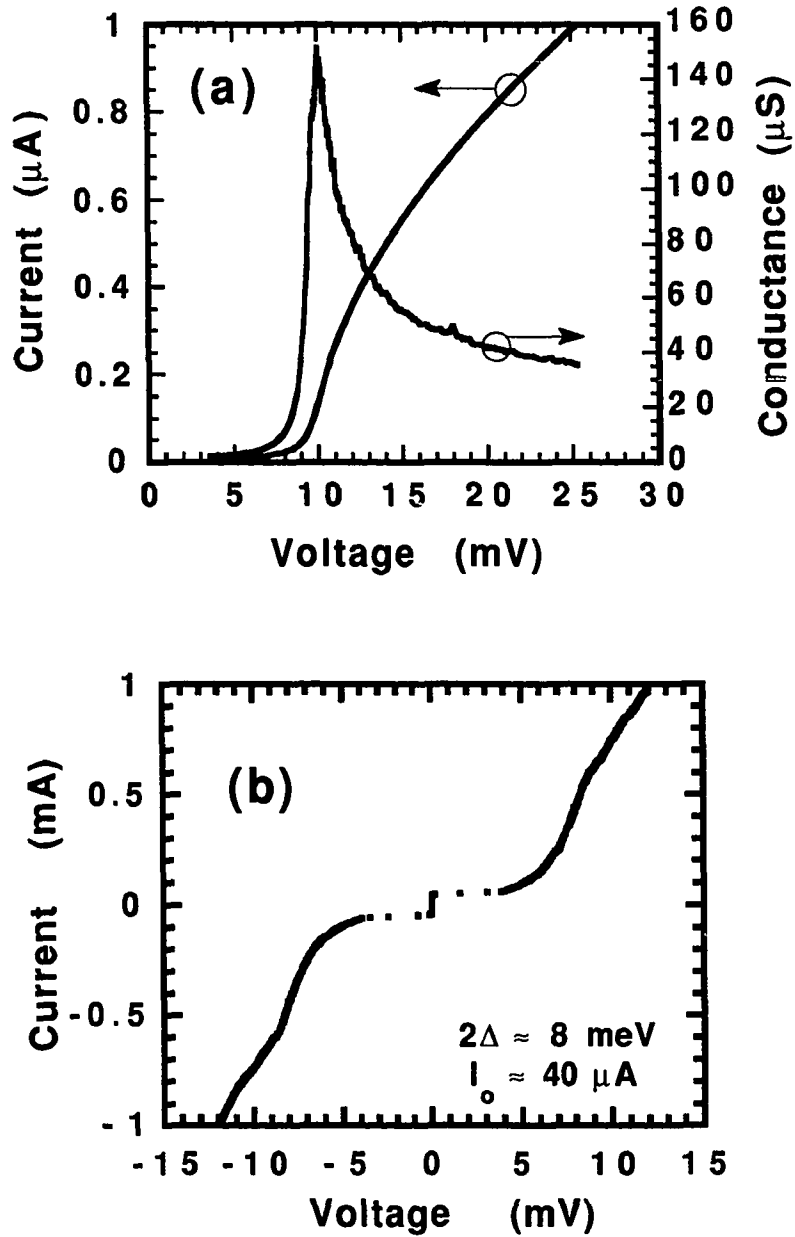 (a)
Current (μA)
1
0.8
0.6
0.4
0.2
0
160
140
120
100
80
60
40
20
0
Conductance (μS)
0 5 10 15 20 25 30
Voltage (mV)
(b)
Current (mA)
1
0.5
0
-0.5
-1
2Δ ≈ 8 meV
I₀ ≈ 40 μA
-15 -10 -5 0 5 10 15
Voltage (mV)